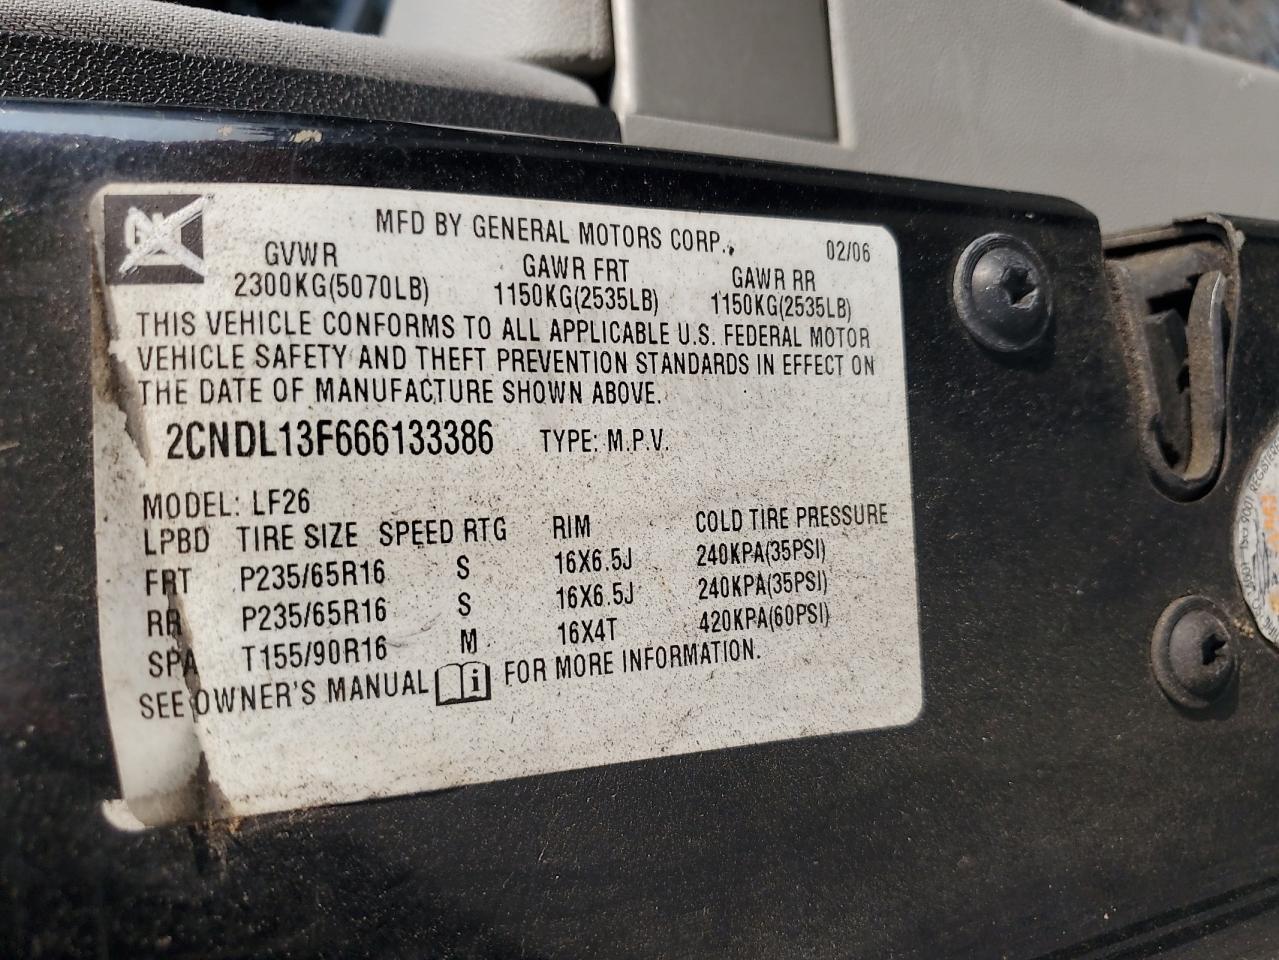 GM
MFD BY GENERAL MOTORS CORP. 02/06
GVWR GAWR FRT GAWR RR
2300KG(5070LB) 1150KG(2535LB) 1150KG(2535LB)
THIS VEHICLE CONFORMS TO ALL APPLICABLE U.S. FEDERAL MOTOR
VEHICLE SAFETY AND THEFT PREVENTION STANDARDS IN EFFECT ON
THE DATE OF MANUFACTURE SHOWN ABOVE.
2CNDL13F666133386 TYPE: M.P.V.
MODEL: LF26
LPBD TIRE SIZE SPEED RTG RIM COLD TIRE PRESSURE
FRT P235/65R16 S 16X6.5J 240KPA(35PSI)
RR P235/65R16 S 16X6.5J 240KPA(35PSI)
SPA T155/90R16 M 16X4T 420KPA(60PSI)
SEE OWNER'S MANUAL i FOR MORE INFORMATION.